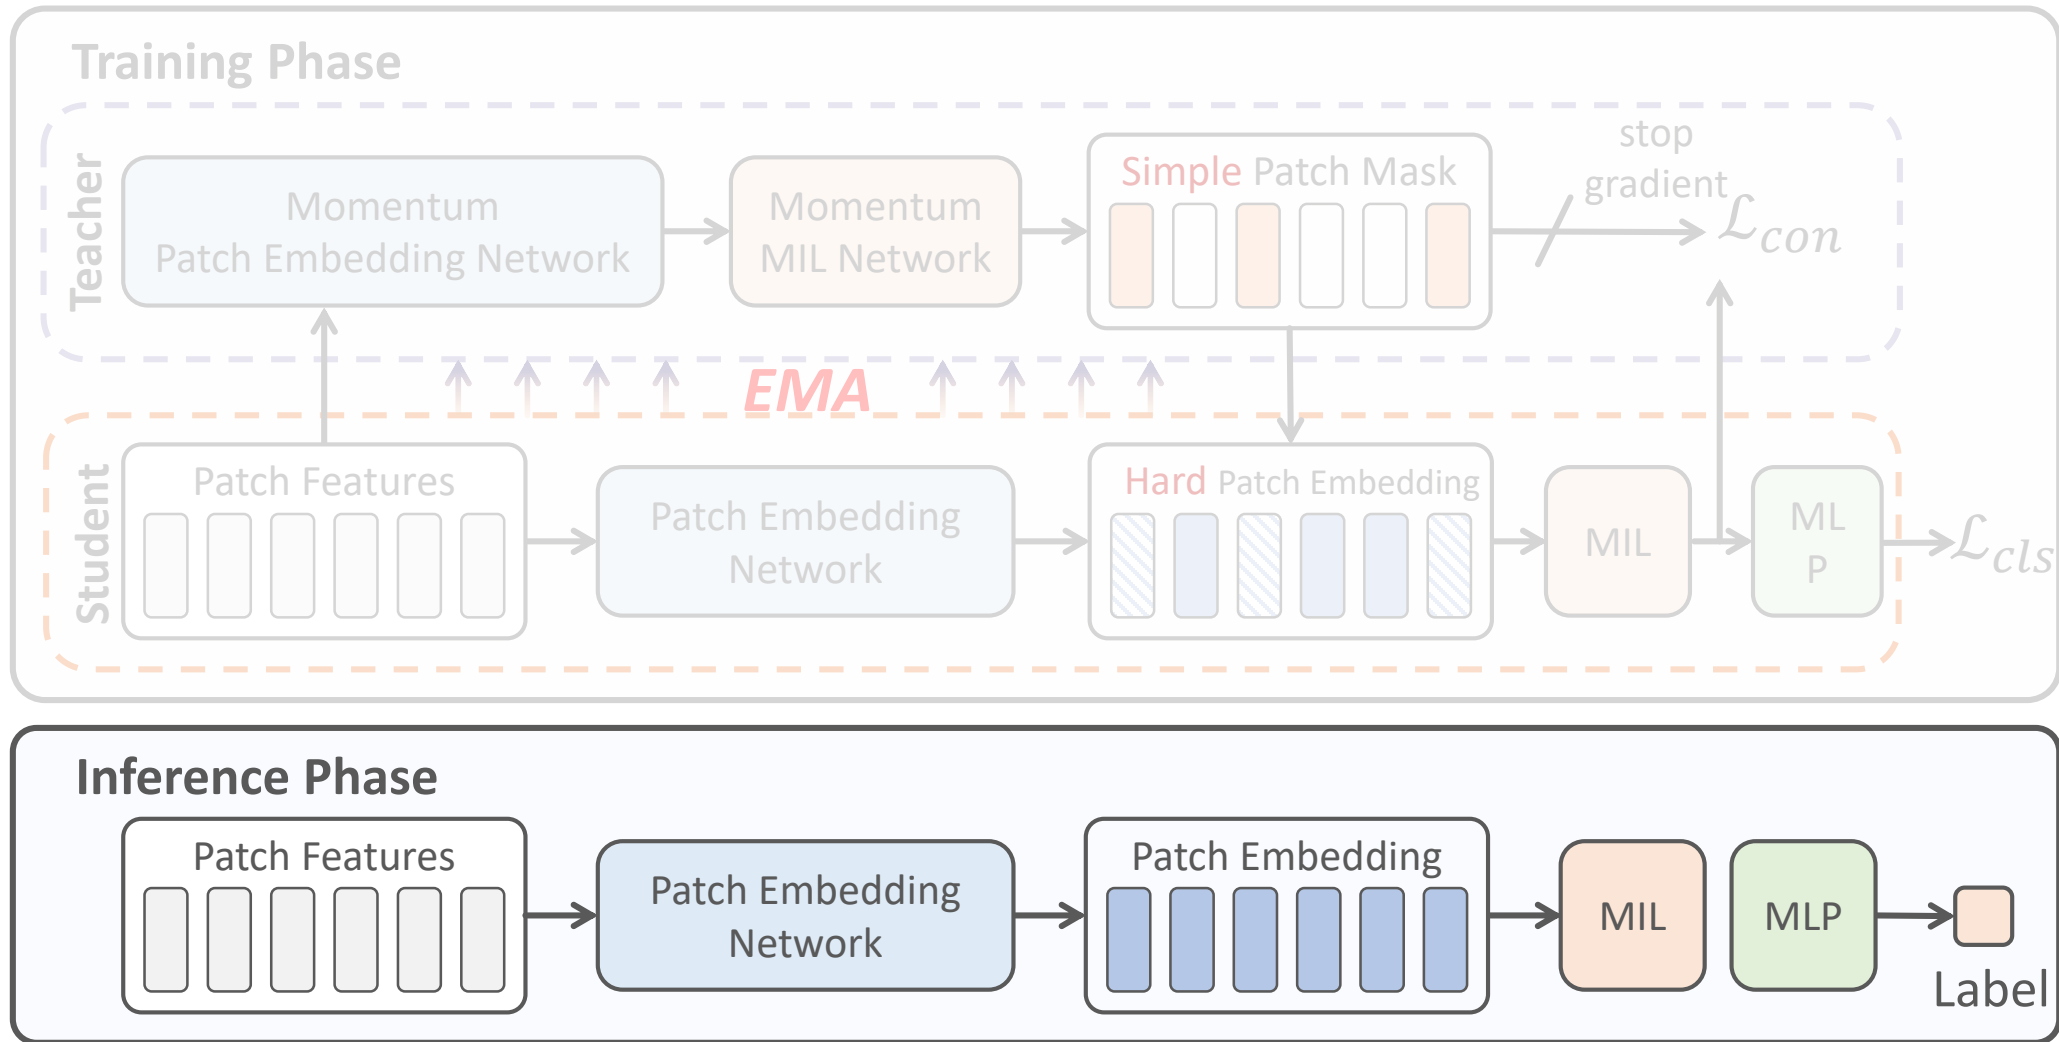 Training Phase
Teacher
Momentum
Patch Embedding Network
Momentum
MIL Network
Simple Patch Mask
stop
gradient
ℒcon
EMA
Student
Patch Features
Patch Embedding
Network
Hard Patch Embedding
MIL
ML
P
ℒcls
Inference Phase
Patch Features
Patch Embedding
Network
Patch Embedding
MIL
MLP
Label